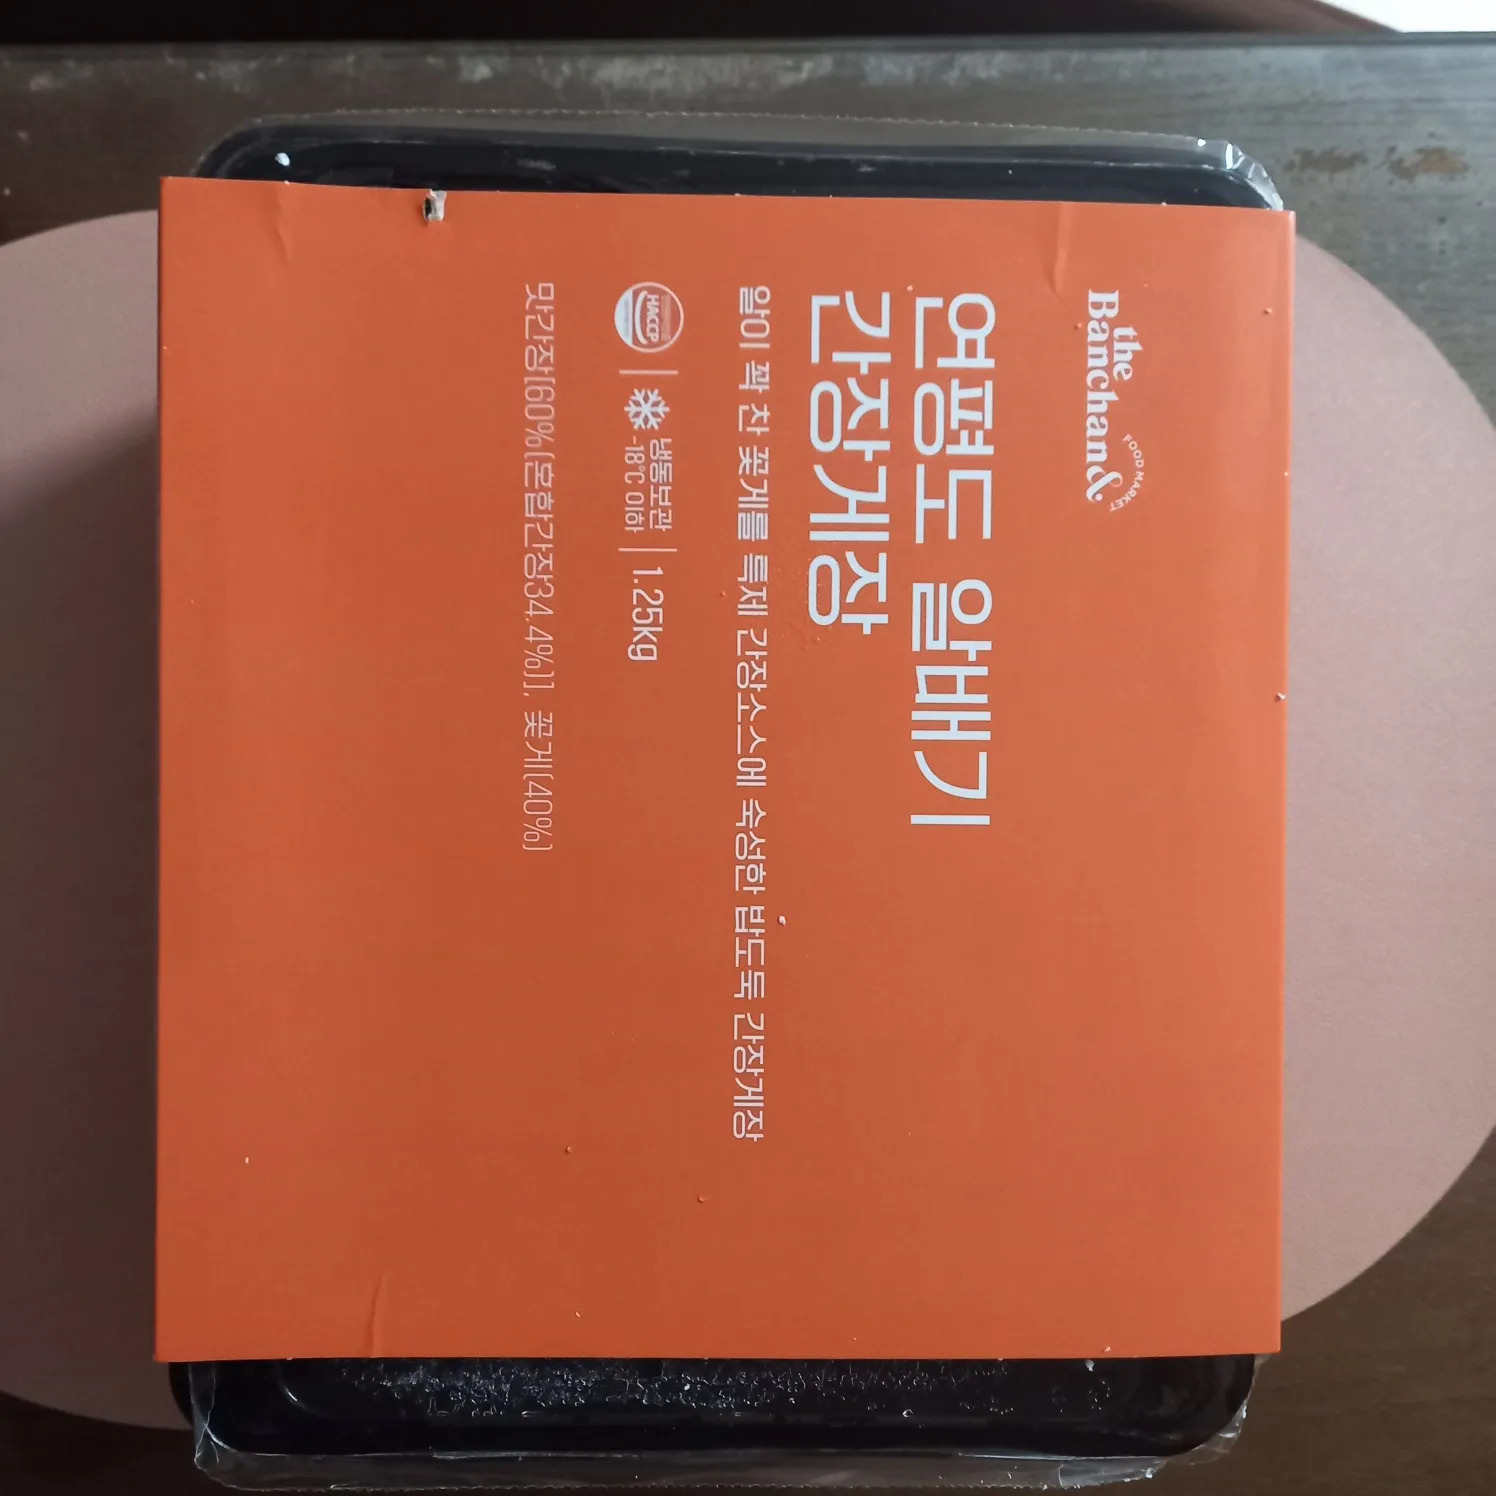 the
Banchan&
FOOD MARKET
연평도 알배기
간장게장
알이 꽉 찬 꽃게를 특제 간장소스에 숙성한 밥도둑 간장게장
HACCP
냉동보관
-18℃ 이하
1.25kg
맛간장[60%(혼합간장34.4%)], 꽃게(40%)